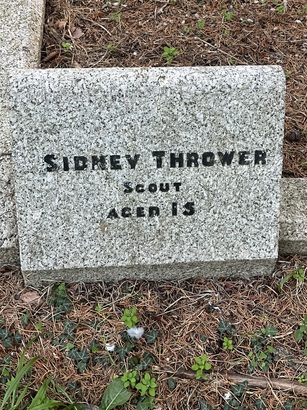 SIDNEY THROWER
SCOUT
AGED 15